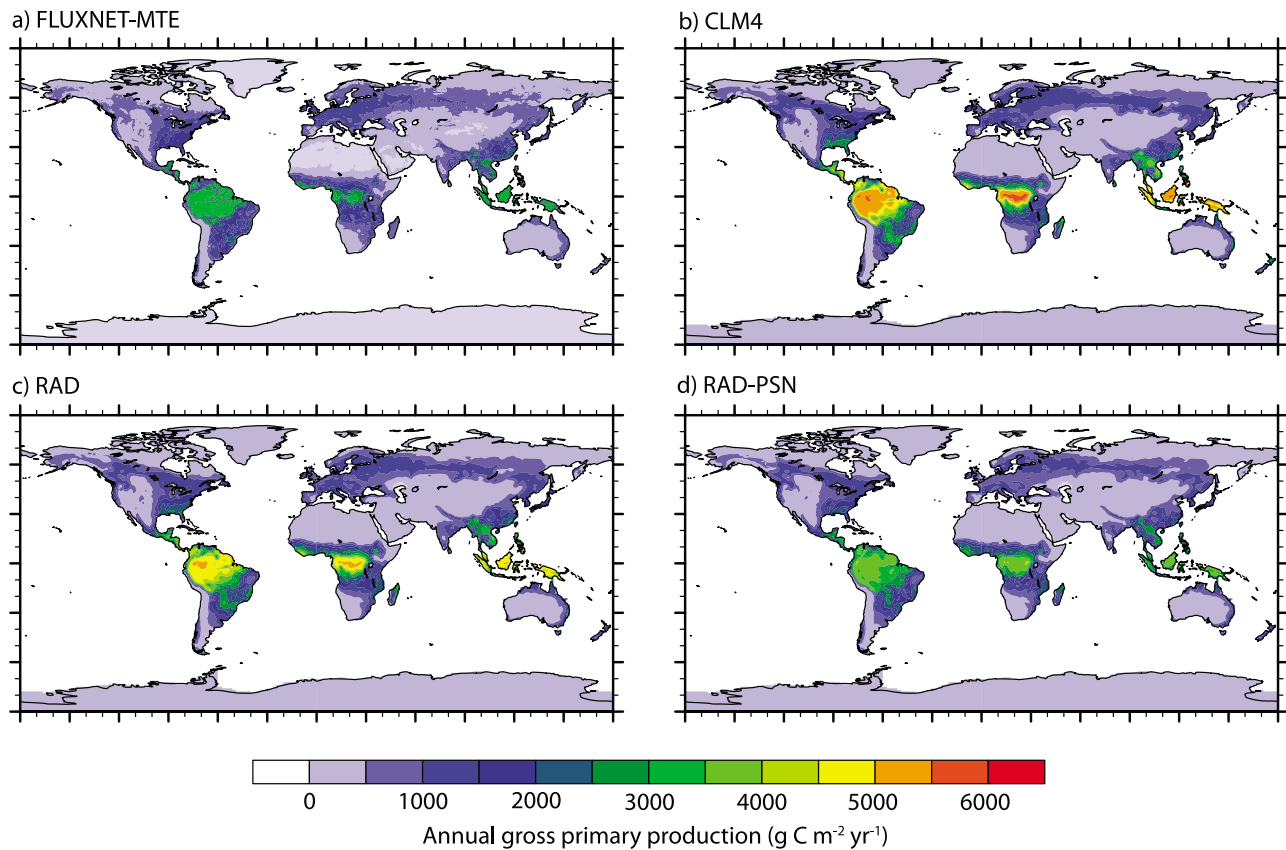 a) FLUXNET-MTE
b) CLM4
c) RAD
d) RAD-PSN
0 1000 2000 3000 4000 5000 6000
Annual gross primary production (g C m⁻² yr⁻¹)